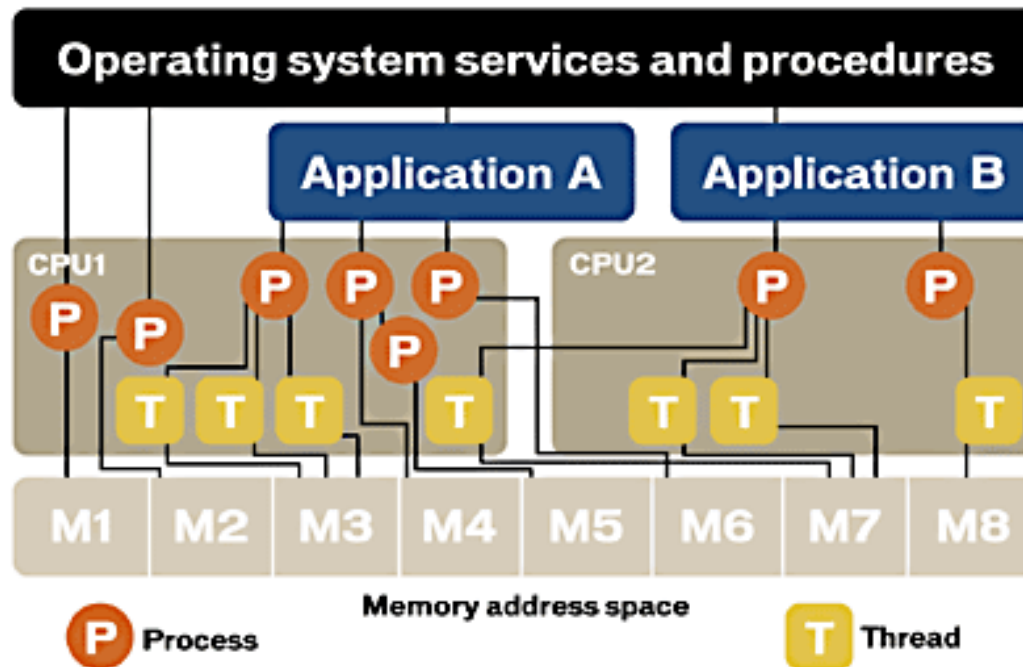 Operating system services and procedures
Application A
Application B
CPU1
CPU2
P
P
P
P
P
P
P
P
T
T
T
T
T
T
T
M1
M2
M3
M4
M5
M6
M7
M8
Memory address space
P Process
T Thread